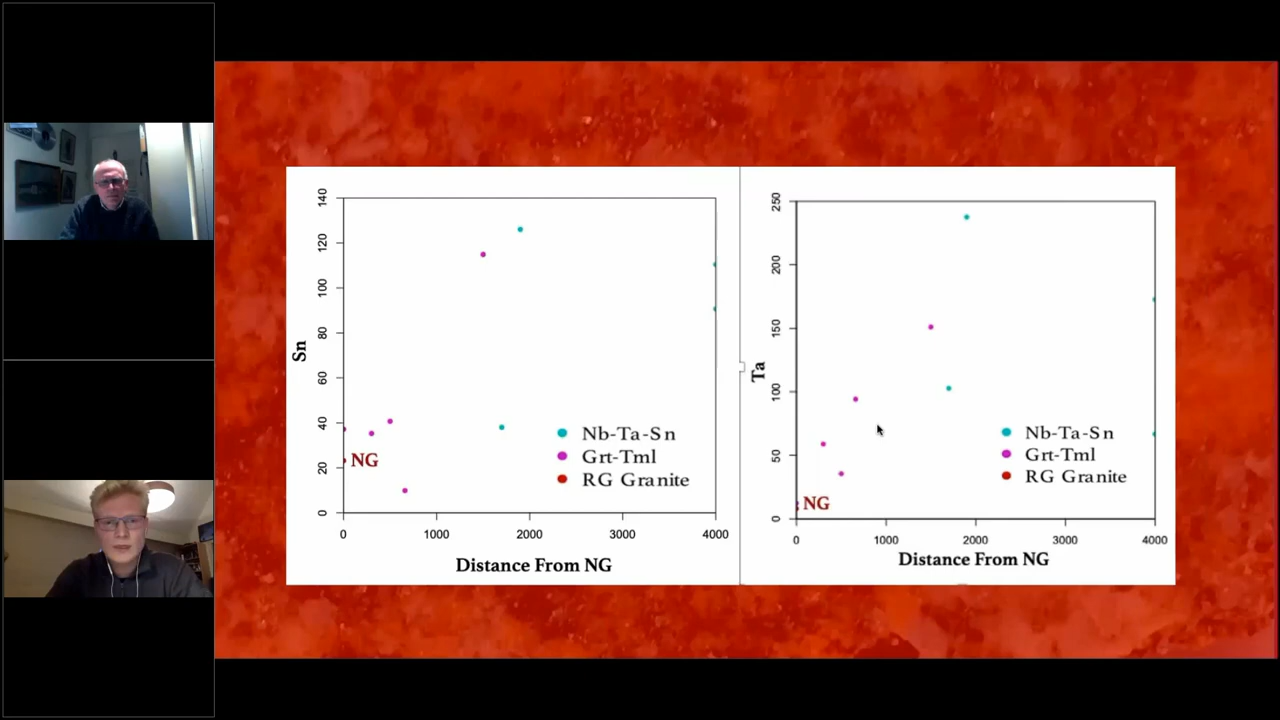 140
120
100
80
60
40
20
0
Sn
NG
Nb-Ta-Sn
Grt-Tml
RG Granite
0 1000 2000 3000 4000
Distance From NG
250
200
150
100
50
0
Ta
NG
Nb-Ta-Sn
Grt-Tml
RG Granite
0 1000 2000 3000 4000
Distance From NG